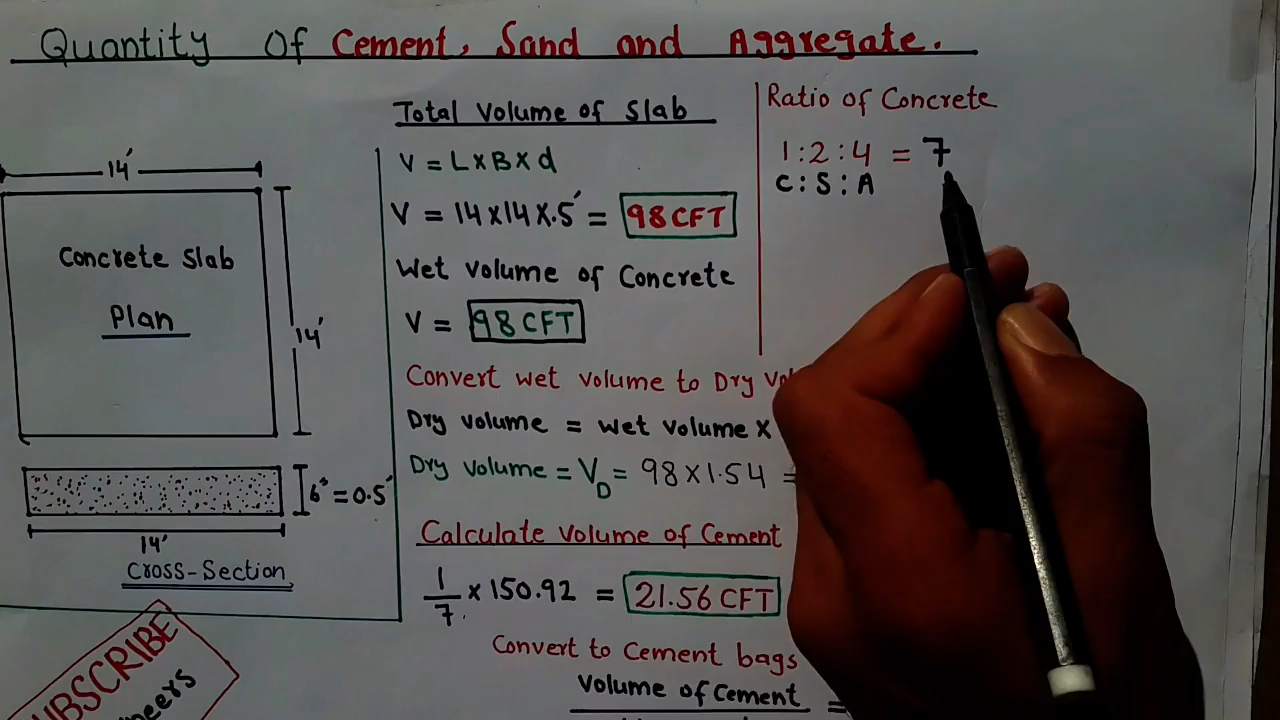 Quantity Of Cement, Sand and Aggregate.
14'
Concrete Slab
Plan
14'
6" = 0.5'
14'
Cross-Section
SUBSCRIBE
Total Volume of Slab
V = L x B x d
V = 14 x 14 x .5' = 98 CFT
Wet volume of Concrete
V = 98 CFT
Convert wet volume to Dry
Dry volume = wet volume x
Dry volume = V_D = 98 x 1.54 =
Calculate Volume of Cement
1/7 x 150.92 = 21.56 CFT
Convert to Cement bags
Volume of Cement =
Ratio of Concrete
1:2:4 = 7
C:S:A